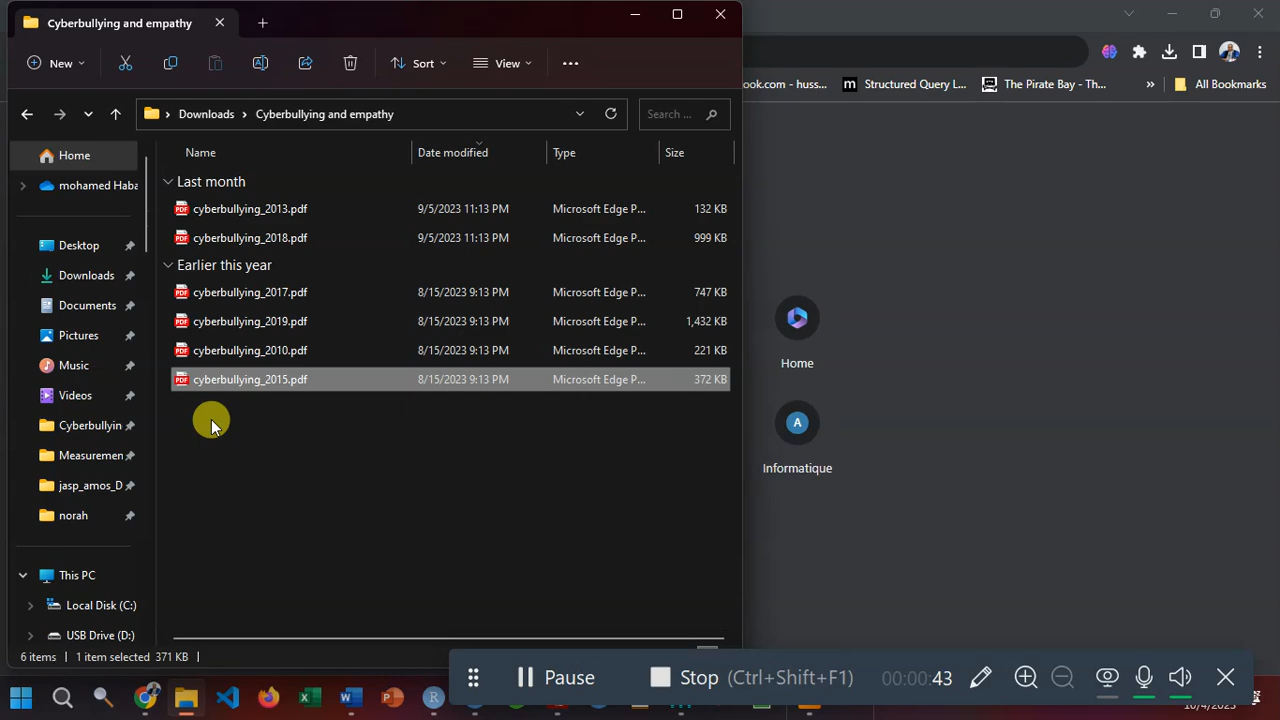 Cyberbullying and empathy
New
Sort
View
ook.com - huss...
Structured Query L...
The Pirate Bay - Th...
»
All Bookmarks
Downloads > Cyberbullying and empathy
Search ...
Name Date modified Type Size
Home
mohamed Haba
Desktop
Downloads
Documents
Pictures
Music
Videos
Cyberbullyin
Measuremen
jasp_amos_D
norah
This PC
Local Disk (C:)
USB Drive (D:)
Last month
cyberbullying_2013.pdf 9/5/2023 11:13 PM Microsoft Edge P... 132 KB
cyberbullying_2018.pdf 9/5/2023 11:13 PM Microsoft Edge P... 999 KB
Earlier this year
cyberbullying_2017.pdf 8/15/2023 9:13 PM Microsoft Edge P... 747 KB
cyberbullying_2019.pdf 8/15/2023 9:13 PM Microsoft Edge P... 1,432 KB
cyberbullying_2010.pdf 8/15/2023 9:13 PM Microsoft Edge P... 221 KB
cyberbullying_2015.pdf 8/15/2023 9:13 PM Microsoft Edge P... 372 KB
Home
A
Informatique
6 items | 1 item selected 371 KB |
Pause
Stop (Ctrl+Shift+F1)
00:00:43
10/4/2023